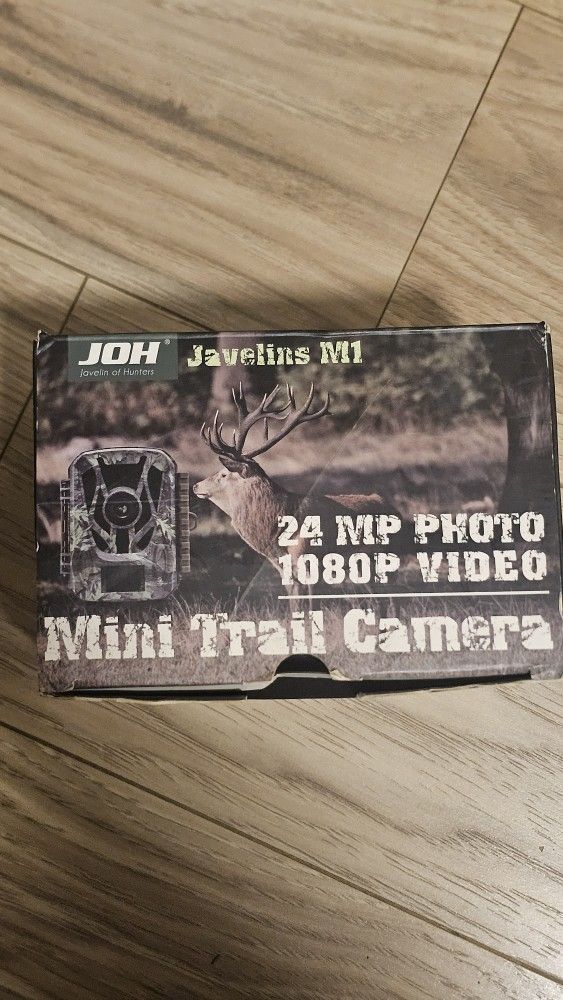 JOH®
Javelin of Hunters
Javelins M1
24 MP PHOTO
1080P VIDEO
Mini Trail Camera